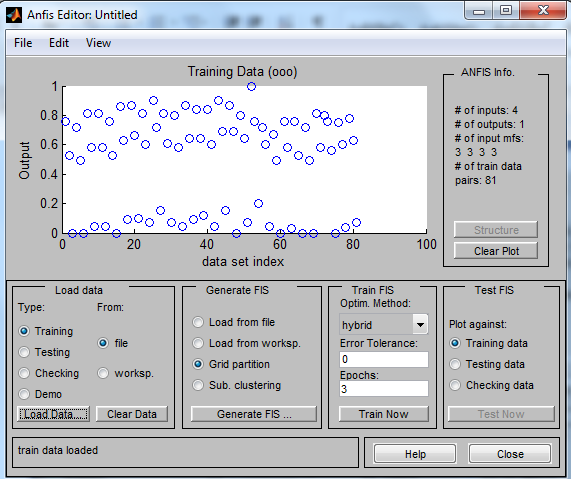 Anfis Editor: Untitled
File Edit View
Training Data (ooo)
1
0.8
0.6
0.4
0.2
0
Output
0 20 40 60 80 100
data set index
ANFIS Info.
# of inputs: 4
# of outputs: 1
# of input mfs:
3 3 3 3
# of train data
pairs: 81
Structure
Clear Plot
Load data
Type: From:
Training
Testing
Checking
Demo
file
worksp.
Load Data...
Clear Data
Generate FIS
Load from file
Load from worksp.
Grid partition
Sub. clustering
Generate FIS ...
Train FIS
Optim. Method:
hybrid
Error Tolerance:
0
Epochs:
3
Train Now
Test FIS
Plot against:
Training data
Testing data
Checking data
Test Now
train data loaded
Help
Close